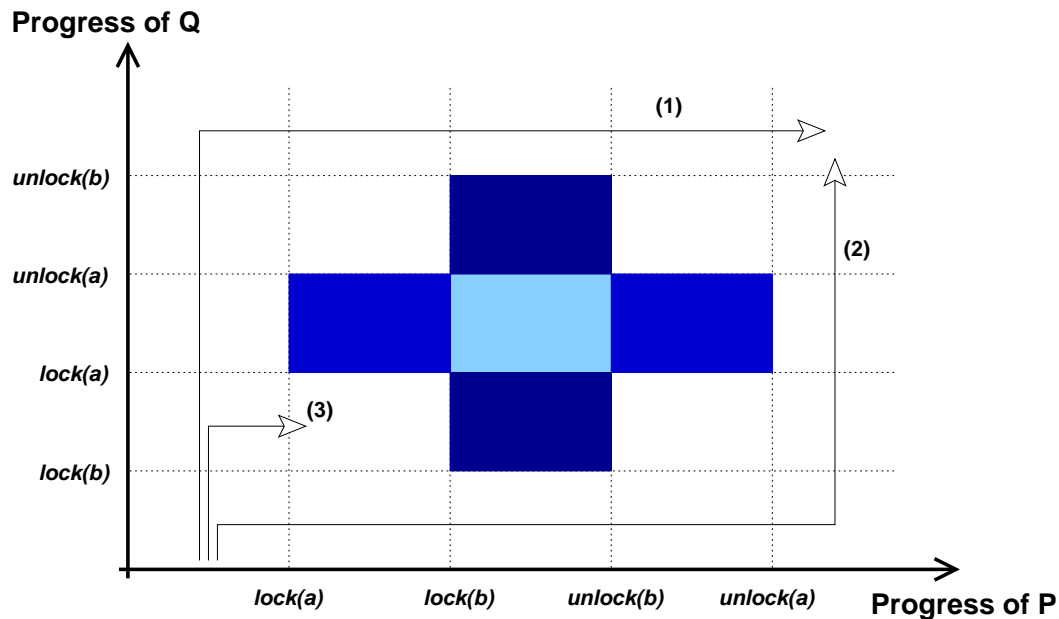 Progress of Q
(1)
unlock(b)
(2)
unlock(a)
lock(a)
(3)
lock(b)
lock(a) lock(b) unlock(b) unlock(a)
Progress of P